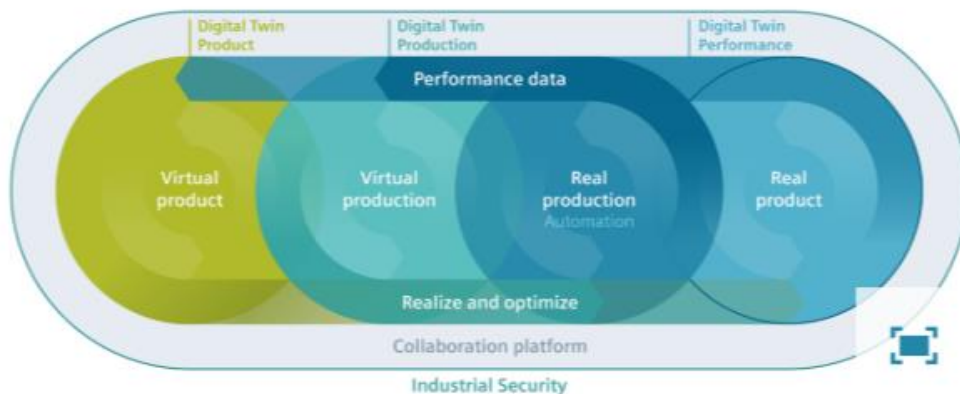 Digital Twin
Product
Digital Twin
Production
Digital Twin
Performance
Performance data
Virtual
product
Virtual
production
Real
production
Automation
Real
product
Realize and optimize
Collaboration platform
Industrial Security